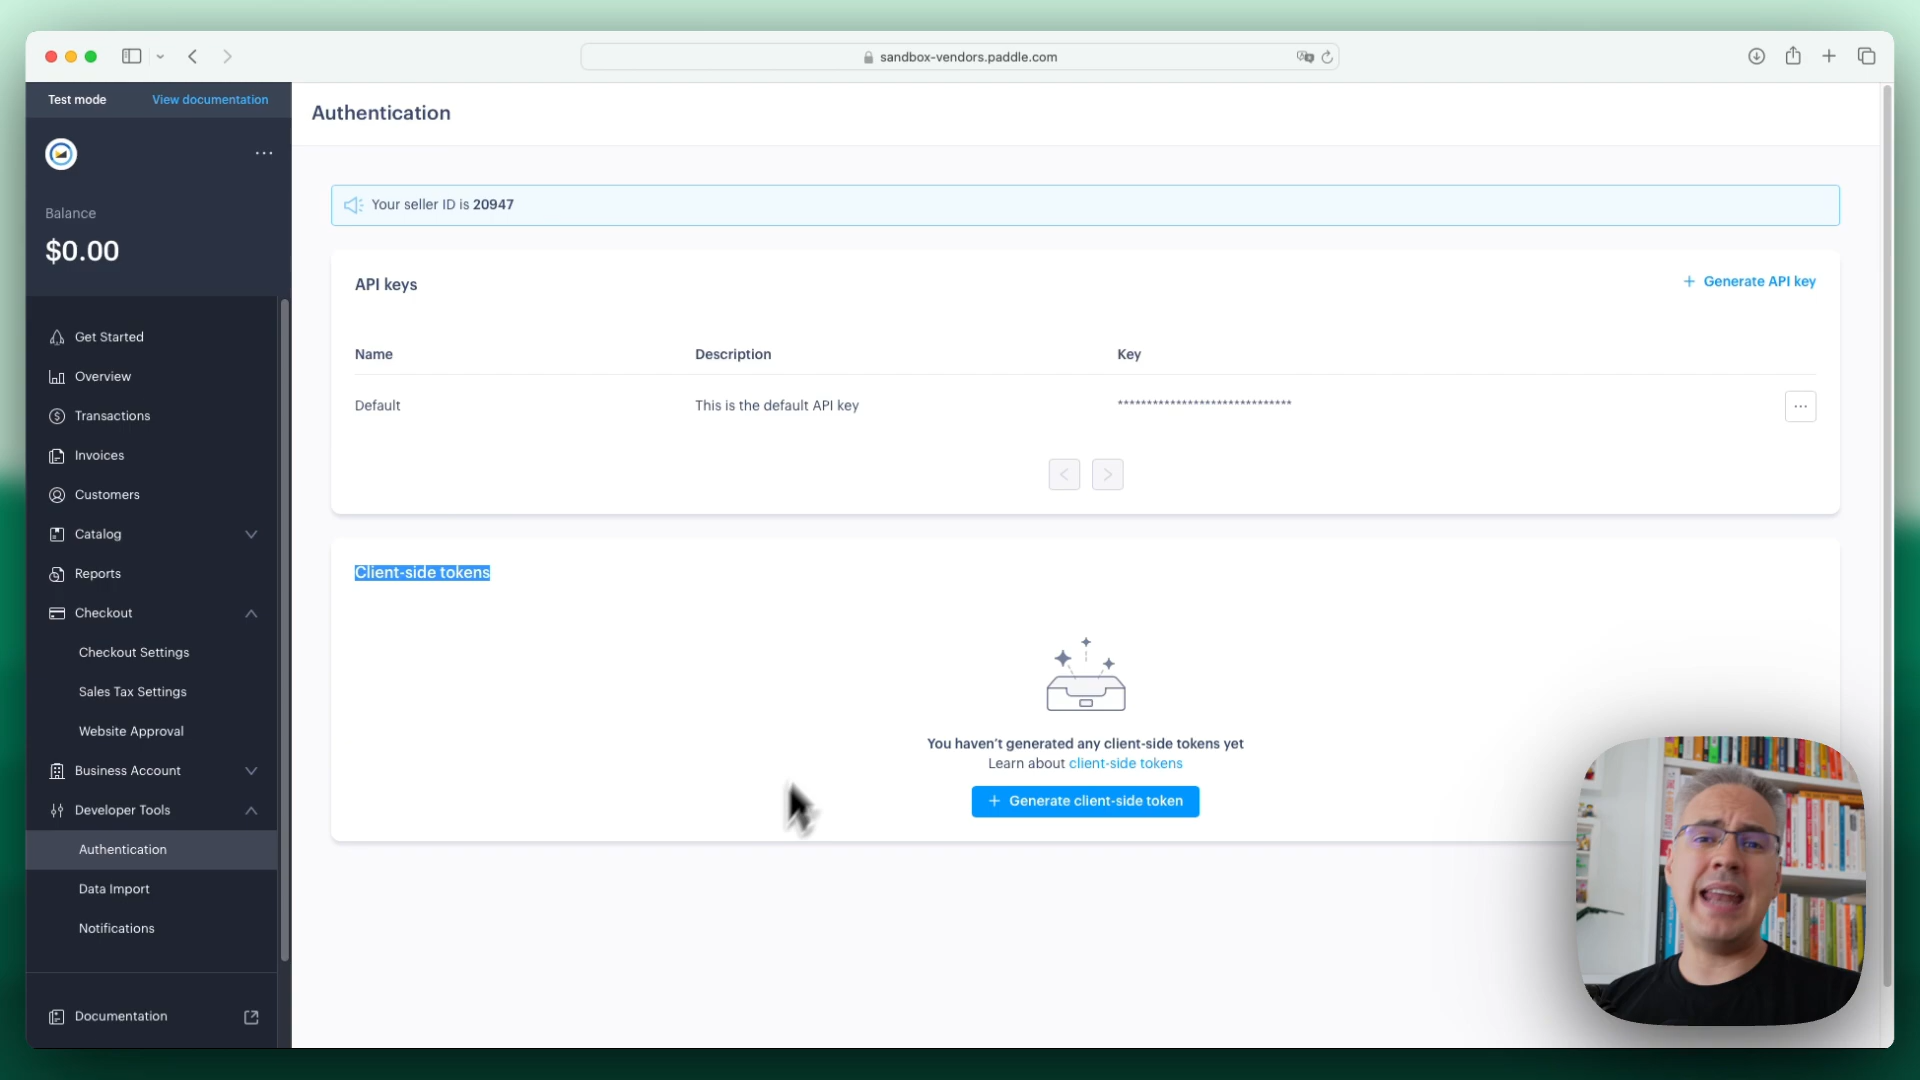 sandbox-vendors.paddle.com
Test mode
View documentation
Balance
$0.00
Get Started
Overview
Transactions
Invoices
Customers
Catalog
Reports
Checkout
Checkout Settings
Sales Tax Settings
Website Approval
Business Account
Developer Tools
Authentication
Data Import
Notifications
Documentation
Authentication
Your seller ID is 20947
API keys
+ Generate API key
Name Description Key
Default This is the default API key ******************************
Client-side tokens
You haven't generated any client-side tokens yet
Learn about client-side tokens
+ Generate client-side token